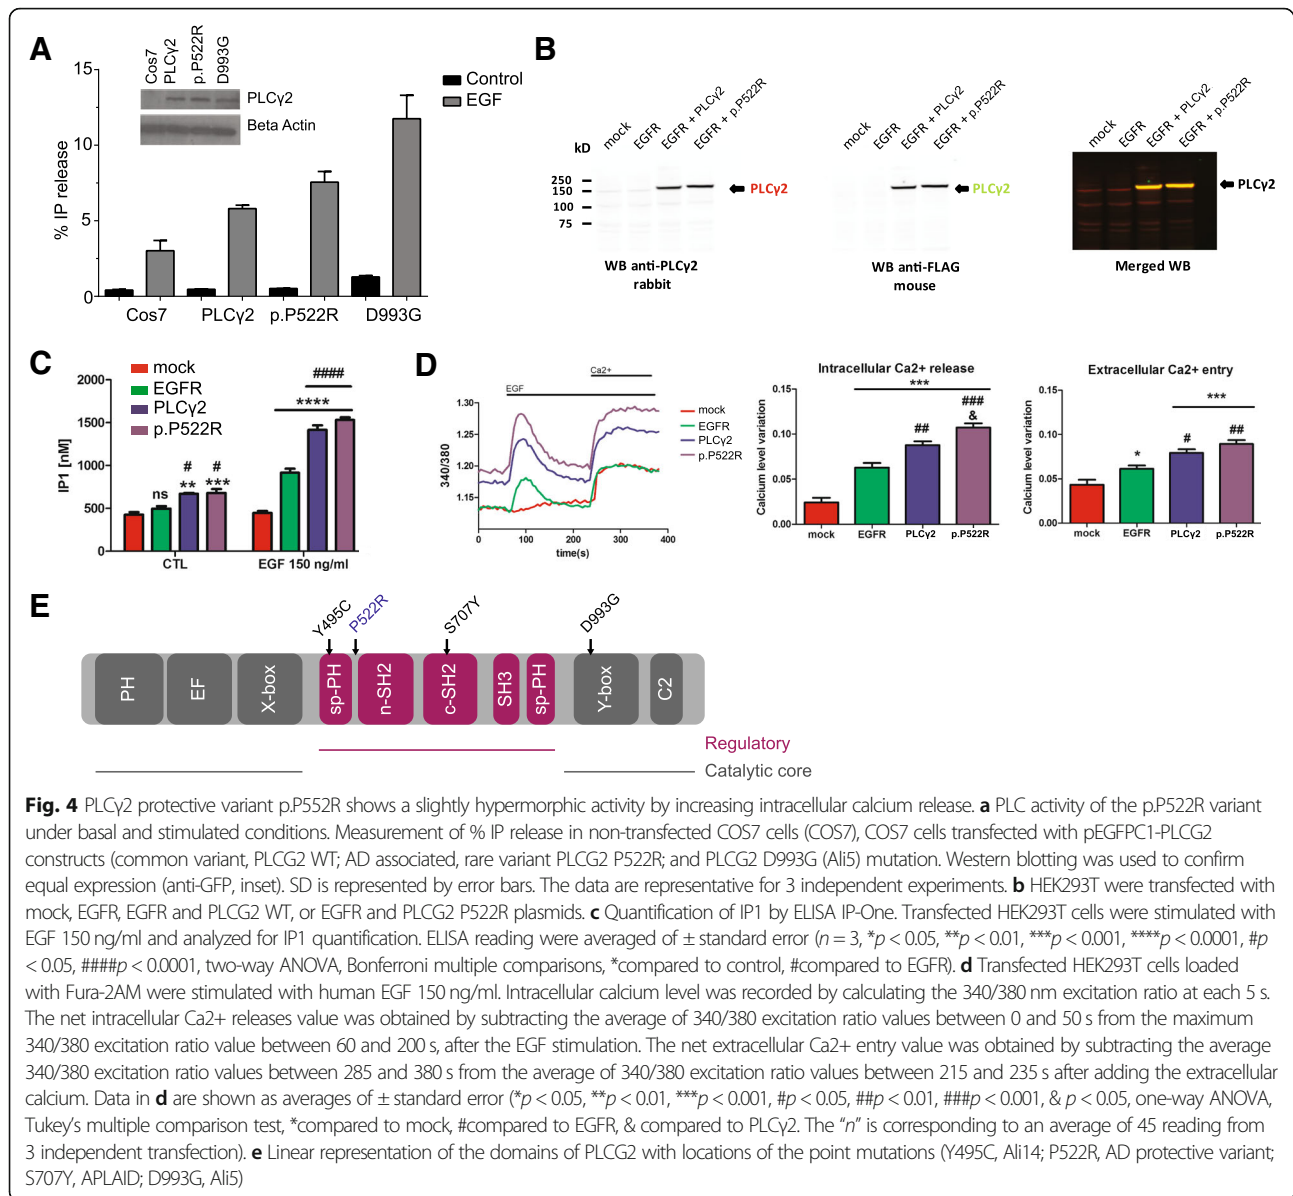 A
Cos7
PLCγ2
p.P522R
D993G
PLCγ2
Beta Actin
Control
EGF
15
10
5
0
% IP release
Cos7 PLCγ2 p.P522R D993G
B
mock
EGFR
EGFR + PLCγ2
EGFR + p.P522R
kD
250
150
100
75
PLCγ2
WB anti-PLCγ2
rabbit
mock
EGFR
EGFR + PLCγ2
EGFR + p.P522R
PLCγ2
WB anti-FLAG
mouse
mock
EGFR
EGFR + PLCγ2
EGFR + p.P522R
PLCγ2
Merged WB
C
mock
EGFR
PLCγ2
p.P522R
2000
1500
1000
500
0
IP1 [nM]
ns
#
**
#
***
####
****
CTL EGF 150 ng/ml
D
Ca2+
EGF
1.30
1.25
1.20
1.15
340/380
0 100 200 300 400
time(s)
mock
EGFR
PLCγ2
p.P522R
Intracellular Ca2+ release
***
0.15
0.10
0.05
0.00
Calcium level variation
##
###
&
mock EGFR PLCγ2 p.P522R
Extracellular Ca2+ entry
***
0.15
0.10
0.05
0.00
Calcium level variation
*
#
##
mock EGFR PLCγ2 p.P522R
E
Y495C
P522R
S707Y
D993G
PH
EF
X-box
sp-PH
n-SH2
c-SH2
SH3
sp-PH
Y-box
C2
Regulatory
Catalytic core
Fig. 4 PLCγ2 protective variant p.P552R shows a slightly hypermorphic activity by increasing intracellular calcium release. a PLC activity of the p.P522R variant
under basal and stimulated conditions. Measurement of % IP release in non-transfected COS7 cells (COS7), COS7 cells transfected with pEGFPC1-PLCG2
constructs (common variant, PLCG2 WT; AD associated, rare variant PLCG2 P522R; and PLCG2 D993G (Ali5) mutation. Western blotting was used to confirm
equal expression (anti-GFP, inset). SD is represented by error bars. The data are representative for 3 independent experiments. b HEK293T were transfected with
mock, EGFR, EGFR and PLCG2 WT, or EGFR and PLCG2 P522R plasmids. c Quantification of IP1 by ELISA IP-One. Transfected HEK293T cells were stimulated with
EGF 150 ng/ml and analyzed for IP1 quantification. ELISA reading were averaged of ± standard error (n = 3, *p < 0.05, **p < 0.01, ***p < 0.001, ****p < 0.0001, #p
< 0.05, ####p < 0.0001, two-way ANOVA, Bonferroni multiple comparisons, *compared to control, #compared to EGFR). d Transfected HEK293T cells loaded
with Fura-2AM were stimulated with human EGF 150 ng/ml. Intracellular calcium level was recorded by calculating the 340/380 nm excitation ratio at each 5 s.
The net intracellular Ca2+ releases value was obtained by subtracting the average of 340/380 excitation ratio values between 0 and 50 s from the maximum
340/380 excitation ratio value between 60 and 200 s, after the EGF stimulation. The net extracellular Ca2+ entry value was obtained by subtracting the average
340/380 excitation ratio values between 285 and 380 s from the average of 340/380 excitation ratio values between 215 and 235 s after adding the extracellular
calcium. Data in d are shown as averages of ± standard error (*p < 0.05, **p < 0.01, ***p < 0.001, #p < 0.05, ##p < 0.01, ###p < 0.001, & p < 0.05, one-way ANOVA,
Tukey's multiple comparison test, *compared to mock, #compared to EGFR, & compared to PLCγ2. The "n" is corresponding to an average of 45 reading from
3 independent transfection). e Linear representation of the domains of PLCG2 with locations of the point mutations (Y495C, Ali14; P522R, AD protective variant;
S707Y, APLAID; D993G, Ali5)